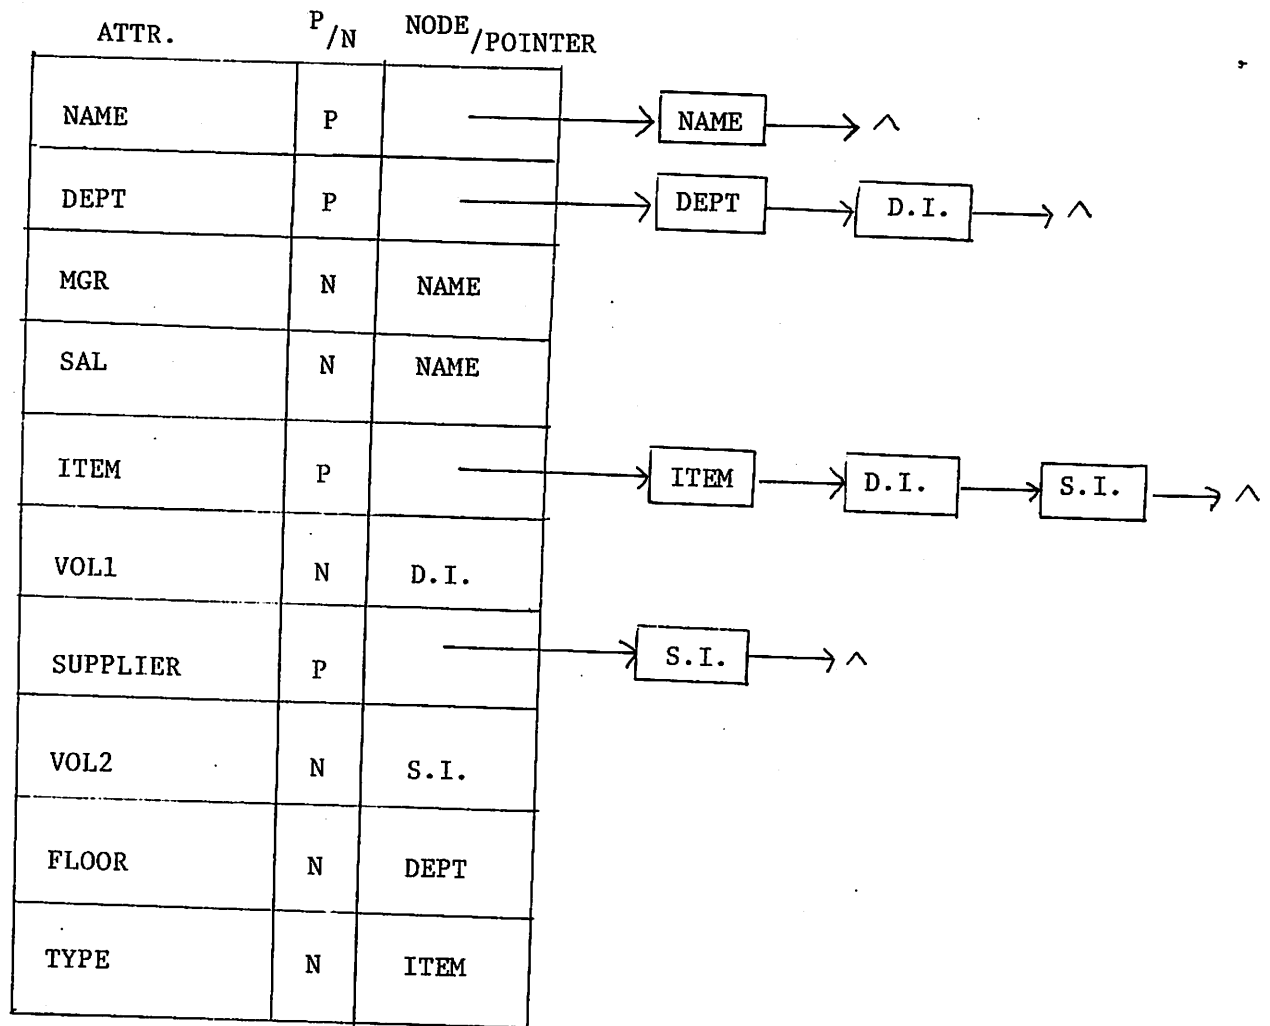 ATTR. P/N NODE/POINTER
NAME P NAME ^
DEPT P DEPT D.I. ^
MGR N NAME
SAL N NAME
ITEM P ITEM D.I. S.I. ^
VOL1 N D.I.
SUPPLIER P S.I. ^
VOL2 N S.I.
FLOOR N DEPT
TYPE N ITEM